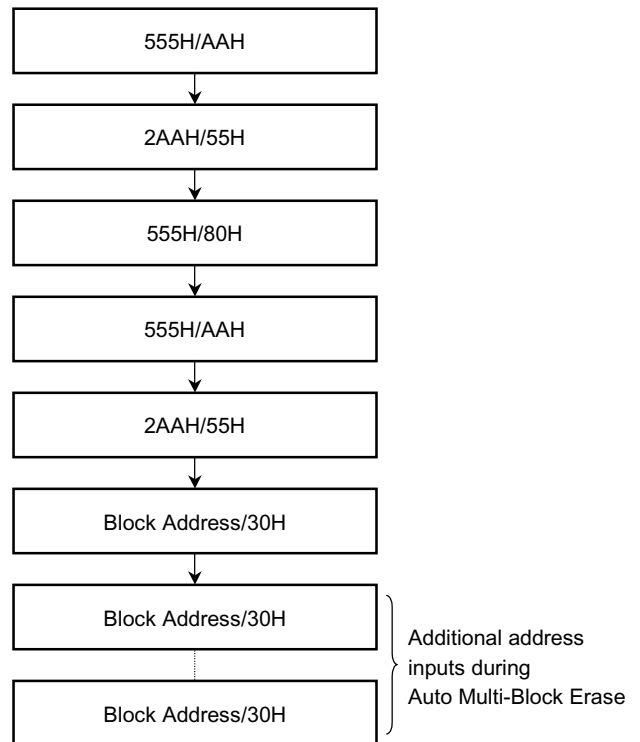 555H/AAH
2AAH/55H
555H/80H
555H/AAH
2AAH/55H
Block Address/30H
Block Address/30H
Additional address
inputs during
Auto Multi-Block Erase
Block Address/30H